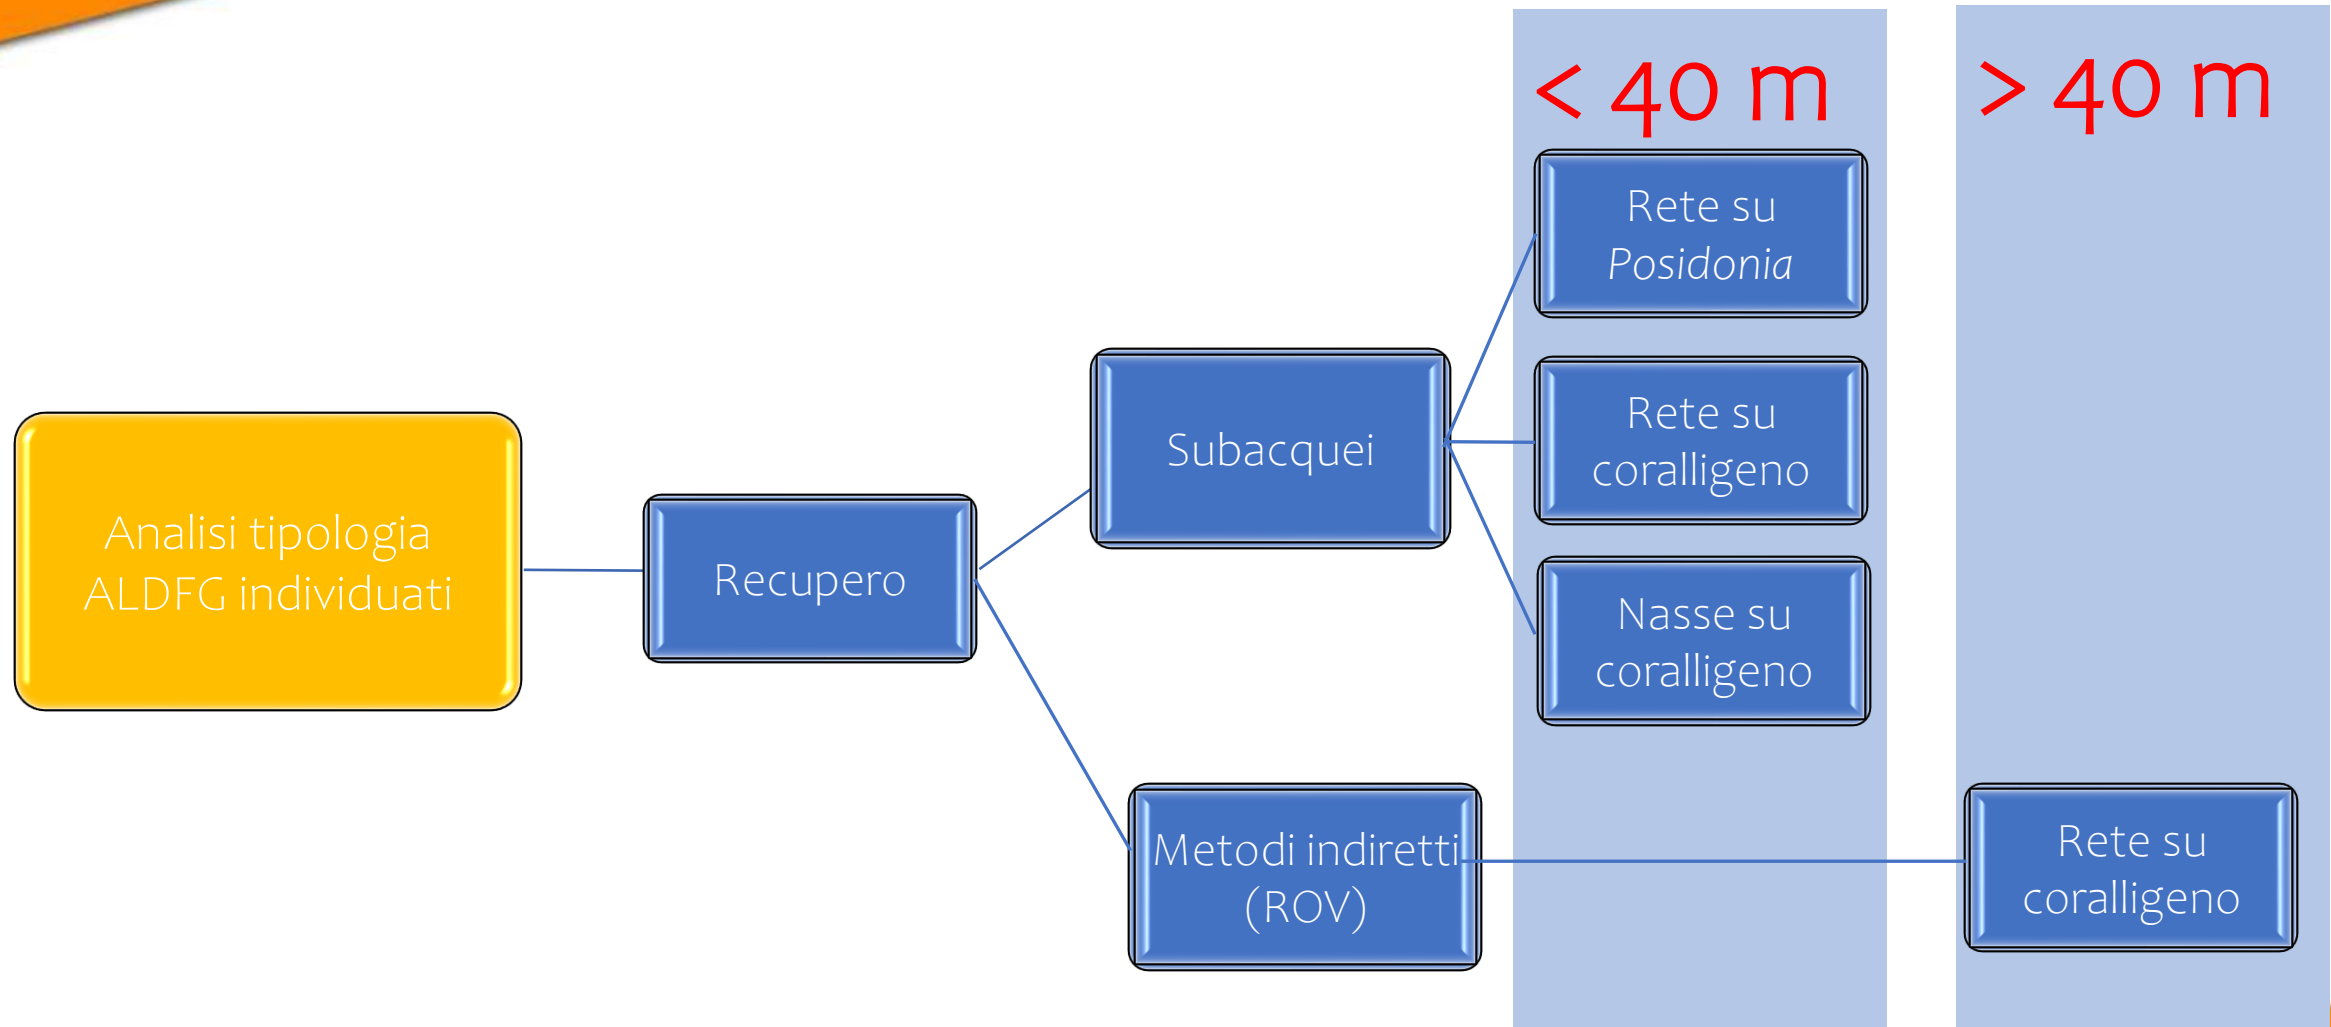 < 40 m
> 40 m
Rete su
Posidonia
Rete su
coralligeno
Nasse su
coralligeno
Subacquei
Analisi tipologia
ALDFG individuati
Recupero
Metodi indiretti
(ROV)
Rete su
coralligeno